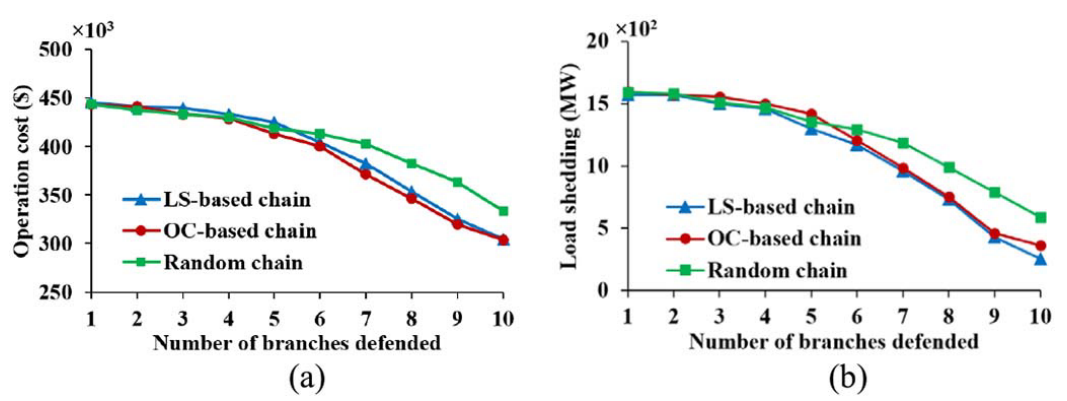 ×10³
500
450
400
350
300
250
Operation cost ($)
LS-based chain
OC-based chain
Random chain
1 2 3 4 5 6 7 8 9 10
Number of branches defended
(a)
×10²
20
15
10
5
0
Load shedding (MW)
LS-based chain
OC-based chain
Random chain
1 2 3 4 5 6 7 8 9 10
Number of branches defended
(b)